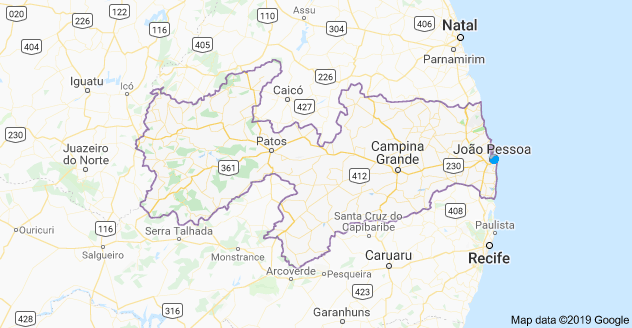 020
226
122
116
110
Assu
406
Natal
404
405
304
Parnamirim
Iguatu
Icó
226
Caicó
427
230
Juazeiro
do Norte
Patos
João Pessoa
361
Campina
Grande
230
412
Ouricuri
116
Serra Talhada
Santa Cruz do
Capibaribe
408
Paulista
Salgueiro
Monstrance
Caruaru
Recife
Arcoverde
Pesqueira
423
316
Garanhuns
428
Map data ©2019 Google